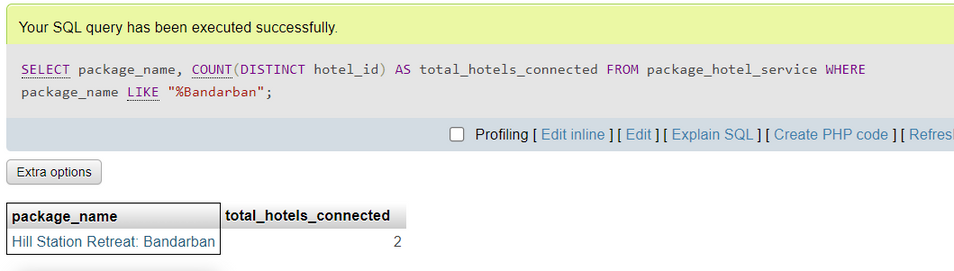 Your SQL query has been executed successfully.
SELECT package_name, COUNT(DISTINCT hotel_id) AS total_hotels_connected FROM package_hotel_service WHERE
package_name LIKE "%Bandarban";
Profiling [ Edit inline ] [ Edit ] [ Explain SQL ] [ Create PHP code ] [
Extra options
package_name total_hotels_connected
Hill Station Retreat: Bandarban 2